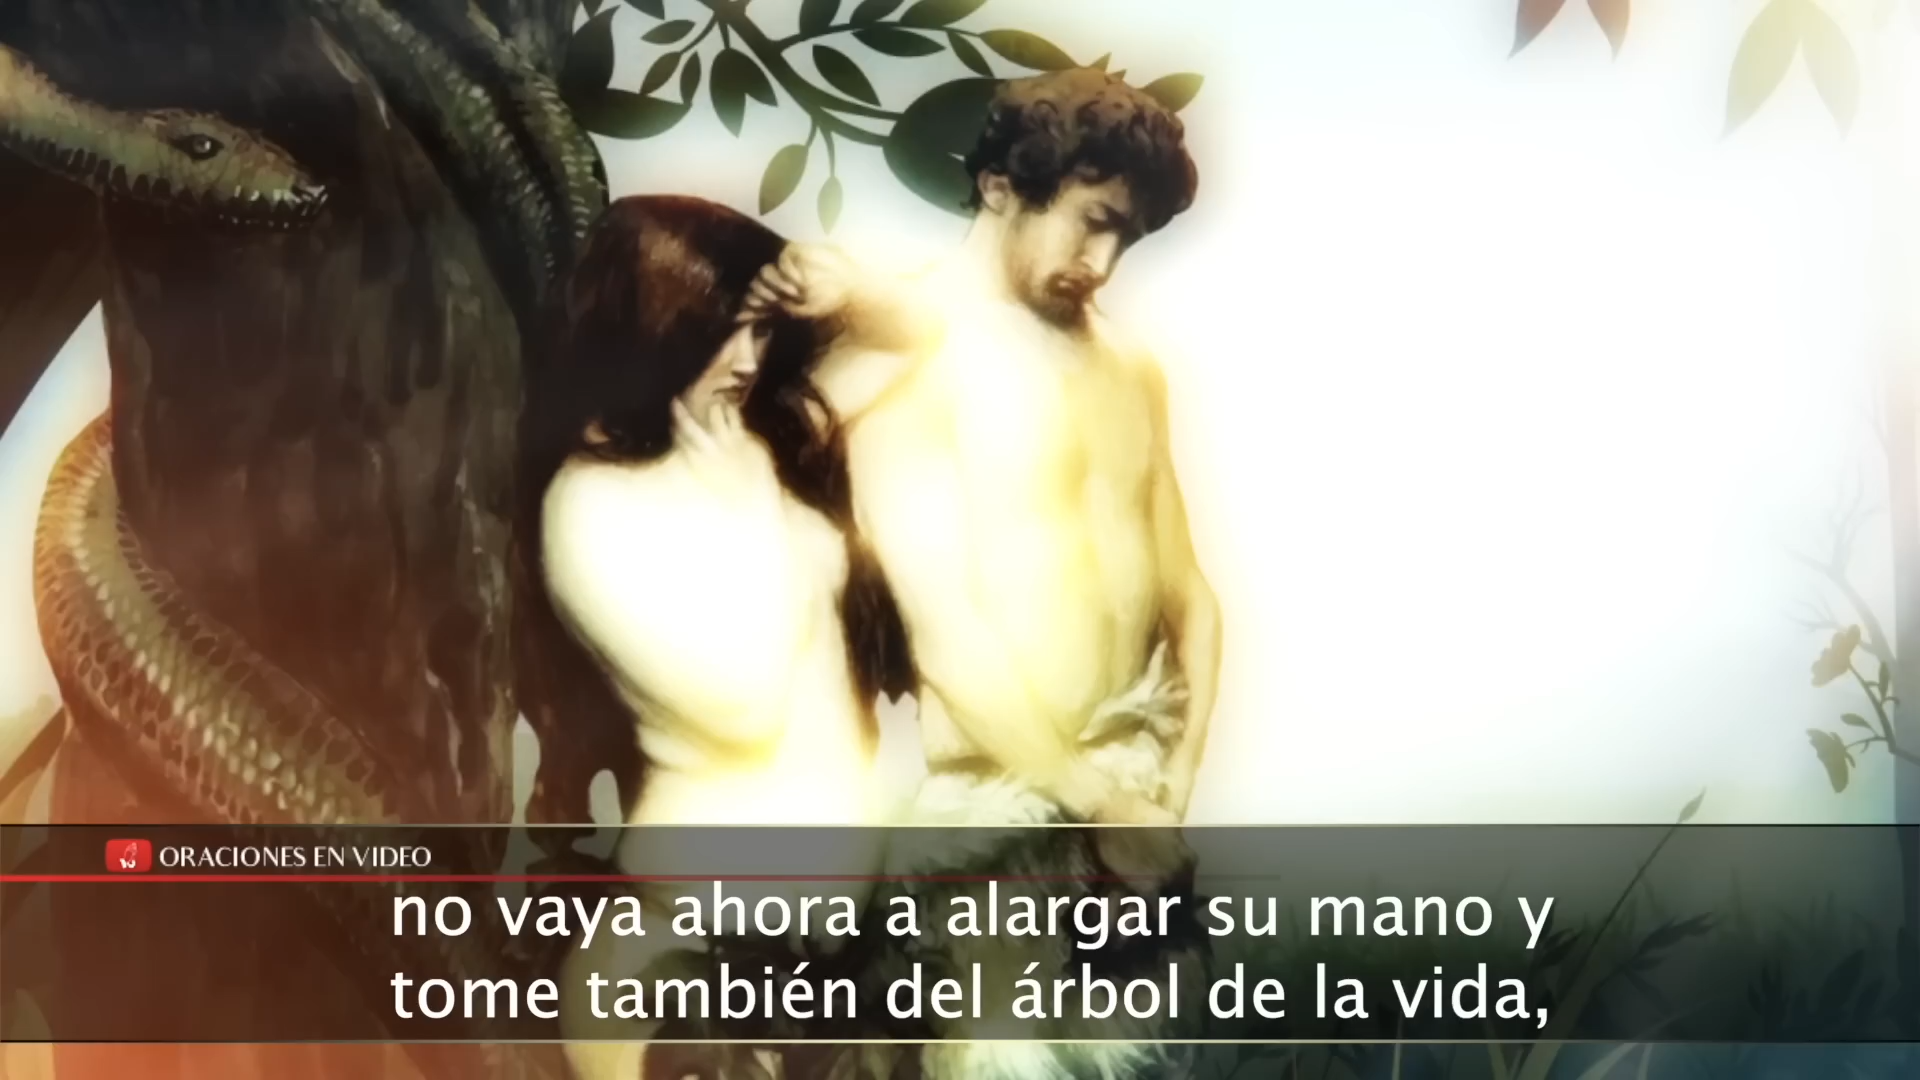 ORACIONES EN VIDEO
no vaya ahora a alargar su mano y
tome también del árbol de la vida,